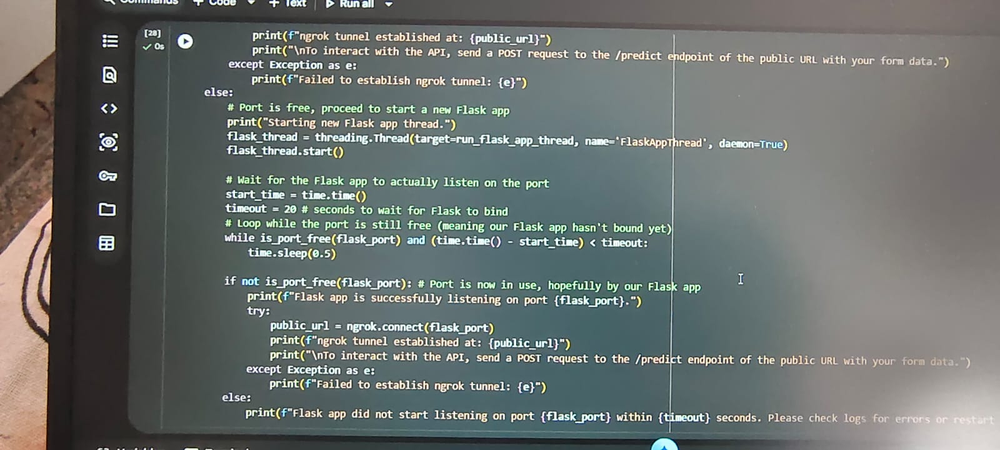 Commands + Code + Text Run all
[28]
0s
print(f"ngrok tunnel established at: {public_url}")
print("\nTo interact with the API, send a POST request to the /predict endpoint of the public URL with your form data.")
except Exception as e:
print(f"Failed to establish ngrok tunnel: {e}")
else:
# Port is free, proceed to start a new Flask app
print("Starting new Flask app thread.")
flask_thread = threading.Thread(target=run_flask_app_thread, name='FlaskAppThread', daemon=True)
flask_thread.start()
# Wait for the Flask app to actually listen on the port
start_time = time.time()
timeout = 20 # seconds to wait for Flask to bind
# Loop while the port is still free (meaning our Flask app hasn't bound yet)
while is_port_free(flask_port) and (time.time() - start_time) < timeout:
time.sleep(0.5)
if not is_port_free(flask_port): # Port is now in use, hopefully by our Flask app
print(f"Flask app is successfully listening on port {flask_port}.")
try:
public_url = ngrok.connect(flask_port)
print(f"ngrok tunnel established at: {public_url}")
print("\nTo interact with the API, send a POST request to the /predict endpoint of the public URL with your form data.")
except Exception as e:
print(f"Failed to establish ngrok tunnel: {e}")
else:
print(f"Flask app did not start listening on port {flask_port} within {timeout} seconds. Please check logs for errors or restart